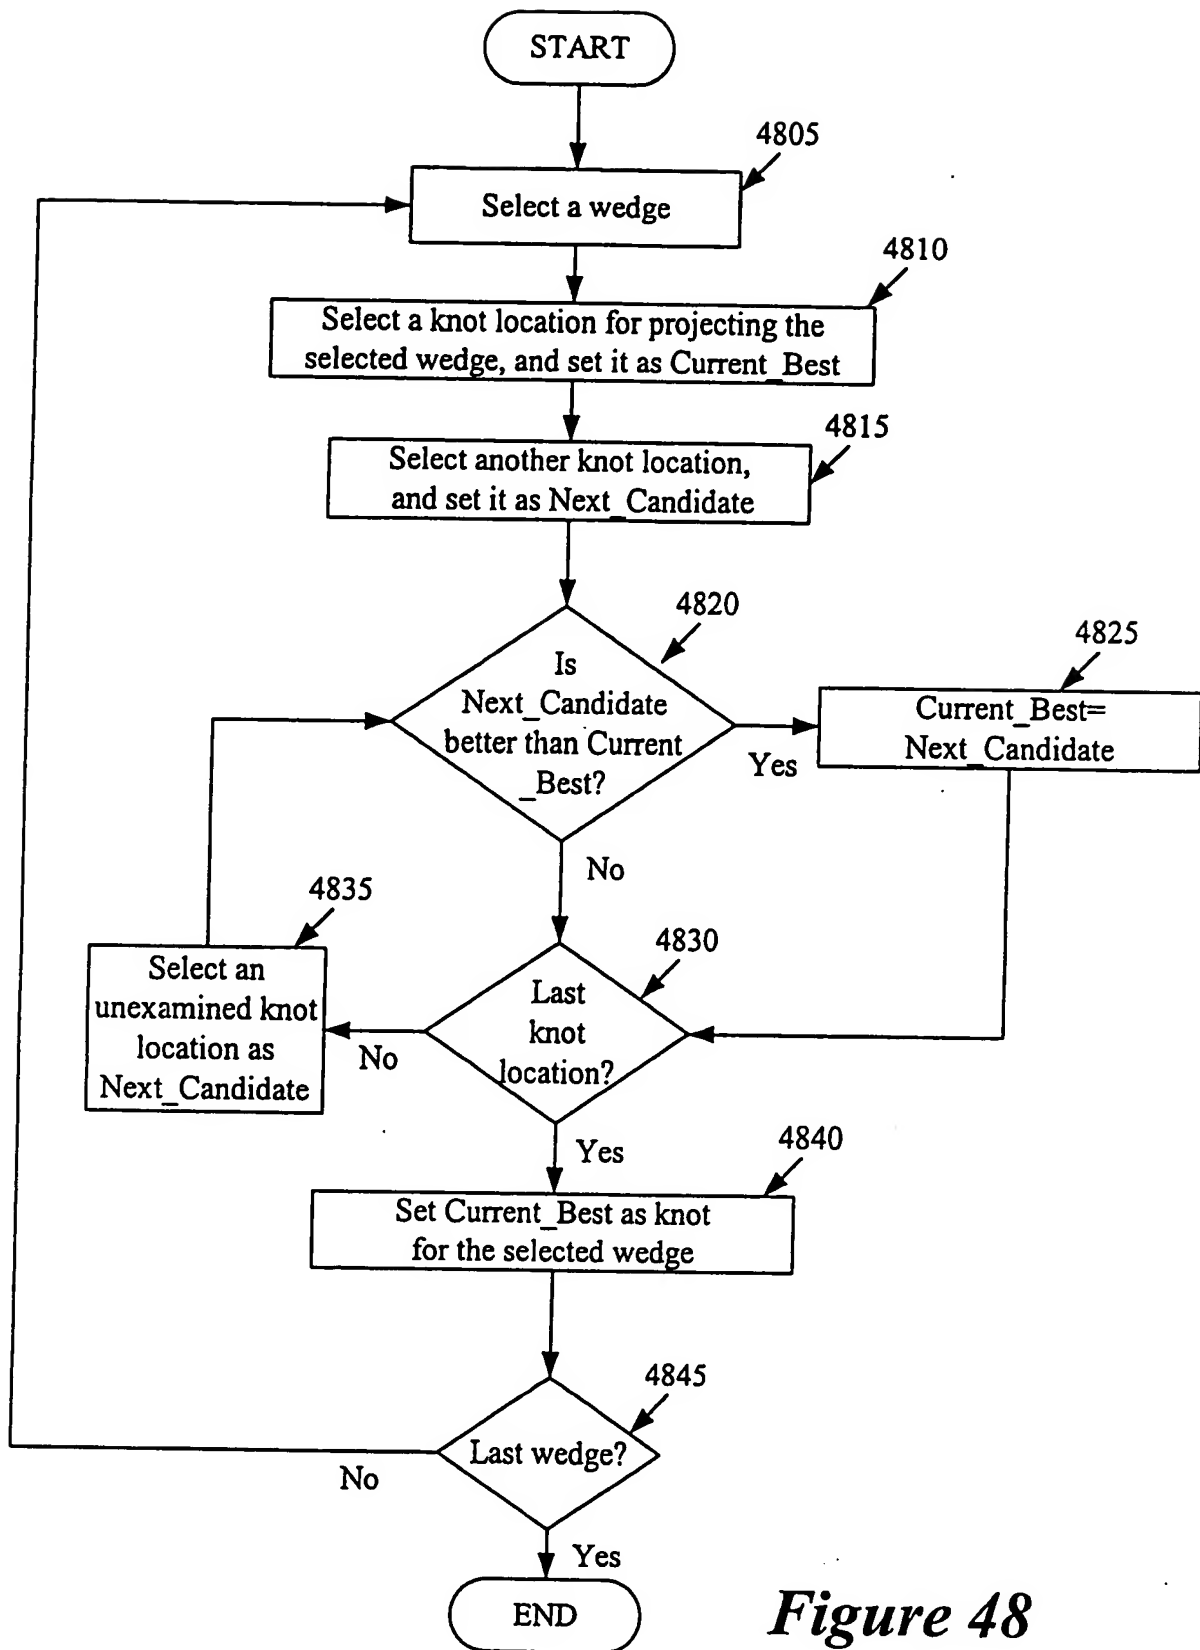 START
4805
Select a wedge
4810
Select a knot location for projecting the
selected wedge, and set it as Current_Best
4815
Select another knot location,
and set it as Next_Candidate
4820
Is
Next_Candidate
better than Current
_Best?
Yes
4825
Current_Best=
Next_Candidate
No
4835
Select an
unexamined knot
location as
Next_Candidate
4830
Last
knot
location?
No
Yes
4840
Set Current_Best as knot
for the selected wedge
4845
Last wedge?
No
Yes
END
Figure 48